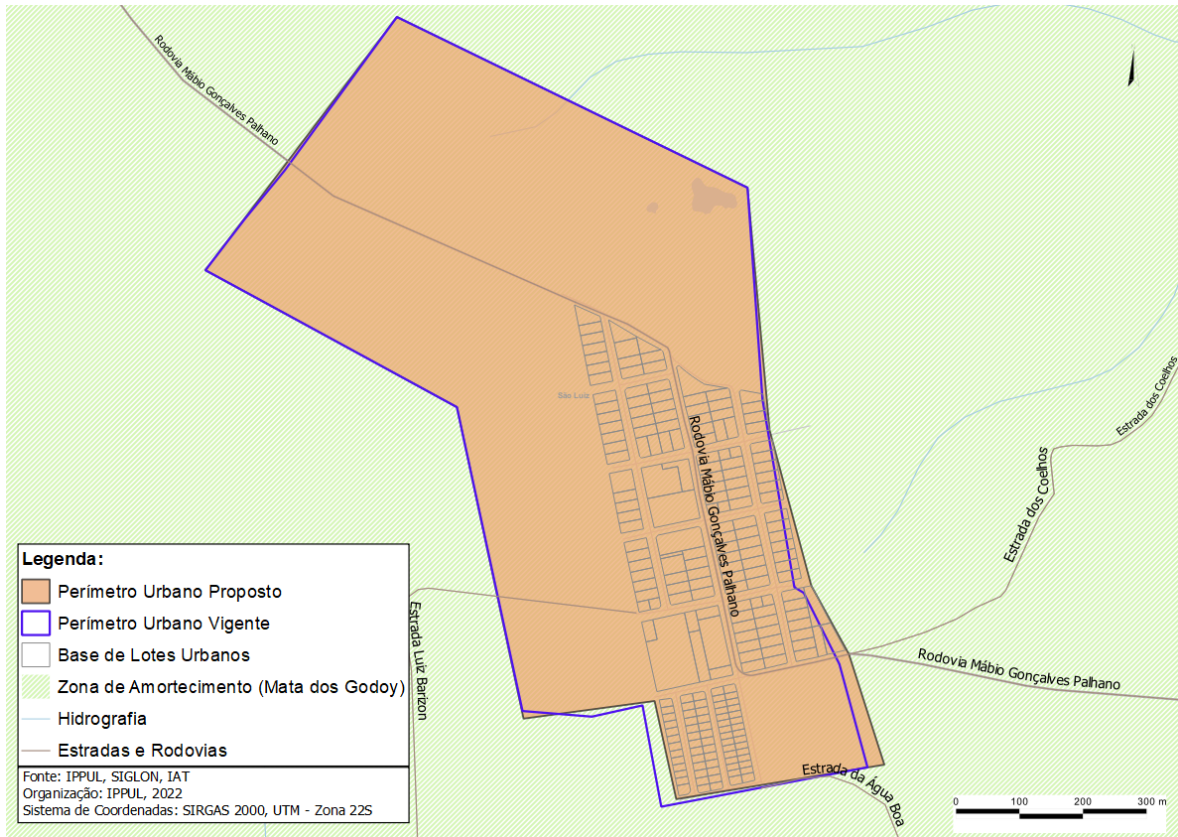 Rodovia Mábio Gonçalves Palhano
São Luiz
Rodovia Mábio Gonçalves Palhano
Estrada dos Coelhos
Estrada dos Coelhos
Rodovia Mábio Gonçalves Palhano
Estrada Luiz Barizon
Estrada da Água Boa
Legenda:
Perímetro Urbano Proposto
Perímetro Urbano Vigente
Base de Lotes Urbanos
Zona de Amortecimento (Mata dos Godoy)
Hidrografia
Estradas e Rodovias
Fonte: IPPUL, SIGLON, IAT
Organização: IPPUL, 2022
Sistema de Coordenadas: SIRGAS 2000, UTM - Zona 22S
0 100 200 300 m